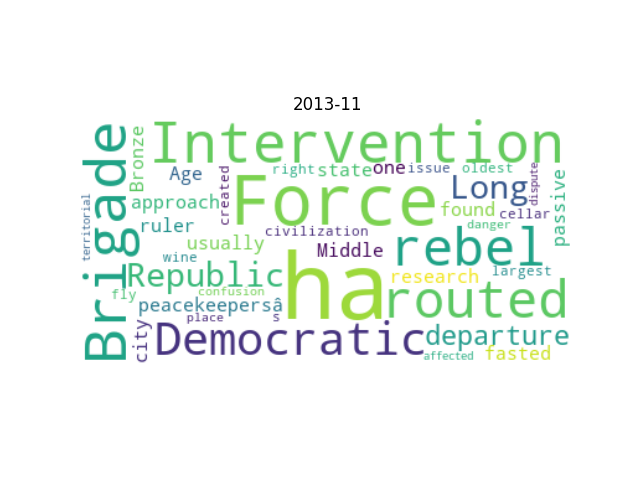 2013-11
Brigade
Intervention
Bronze
Age
created
right
state
one
issue
oldest
Force
Long
dispute
passive
approach
found
cellar
territorial
ruler
civilization
danger
usually
Middle
rebel
wine
Republic
ha
research
largest
fly
confusion
routed
peacekeepersâ
place
s
city
Democratic
departure
affected
fasted